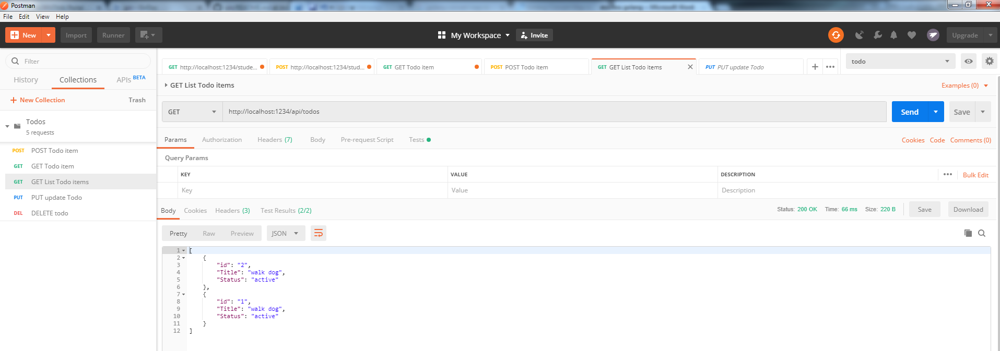 Postman
File Edit View Help
New Import Runner My Workspace Invite Upgrade
Filter
History Collections APIs BETA
New Collection Trash
Todos
5 requests
POST POST Todo item
GET GET Todo item
GET GET List Todo items
PUT PUT update Todo
DEL DELETE todo
GET http://localhost:1234/stude... POST http://localhost:1234/stud... GET GET Todo item POST POST Todo item GET GET List Todo items PUT PUT update Todo todo
GET List Todo items Examples (0)
GET http://localhost:1234/api/todos Send Save
Params Authorization Headers (7) Body Pre-request Script Tests Cookies Code Comments (0)
Query Params
KEY VALUE DESCRIPTION Bulk Edit
Key Value Description
Body Cookies Headers (3) Test Results (2/2) Status: 200 OK Time: 66 ms Size: 220 B Save Download
Pretty Raw Preview JSON
1 [
2 {
3 "id": "2",
4 "Title": "walk dog",
5 "Status": "active"
6 },
7 {
8 "id": "1",
9 "Title": "walk dog",
10 "Status": "active"
11 }
12 ]